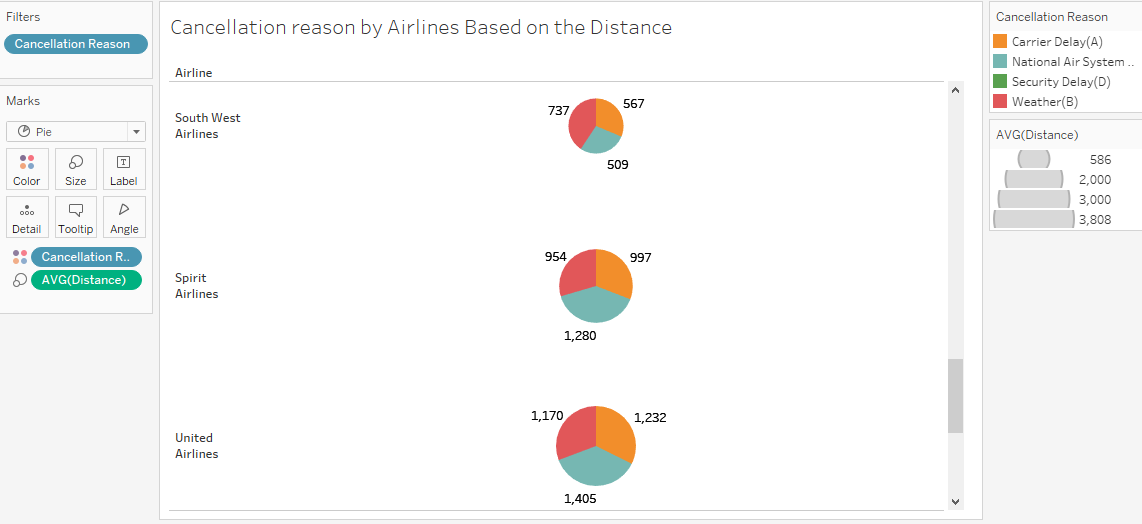 Filters
Cancellation Reason
Marks
Pie
Color
Size
Label
Detail
Tooltip
Angle
Cancellation R..
AVG(Distance)
Cancellation reason by Airlines Based on the Distance
Airline
South West
Airlines
737
567
509
Spirit
Airlines
954
997
1,280
United
Airlines
1,170
1,232
1,405
Cancellation Reason
Carrier Delay(A)
National Air System ..
Security Delay(D)
Weather(B)
AVG(Distance)
586
2,000
3,000
3,808